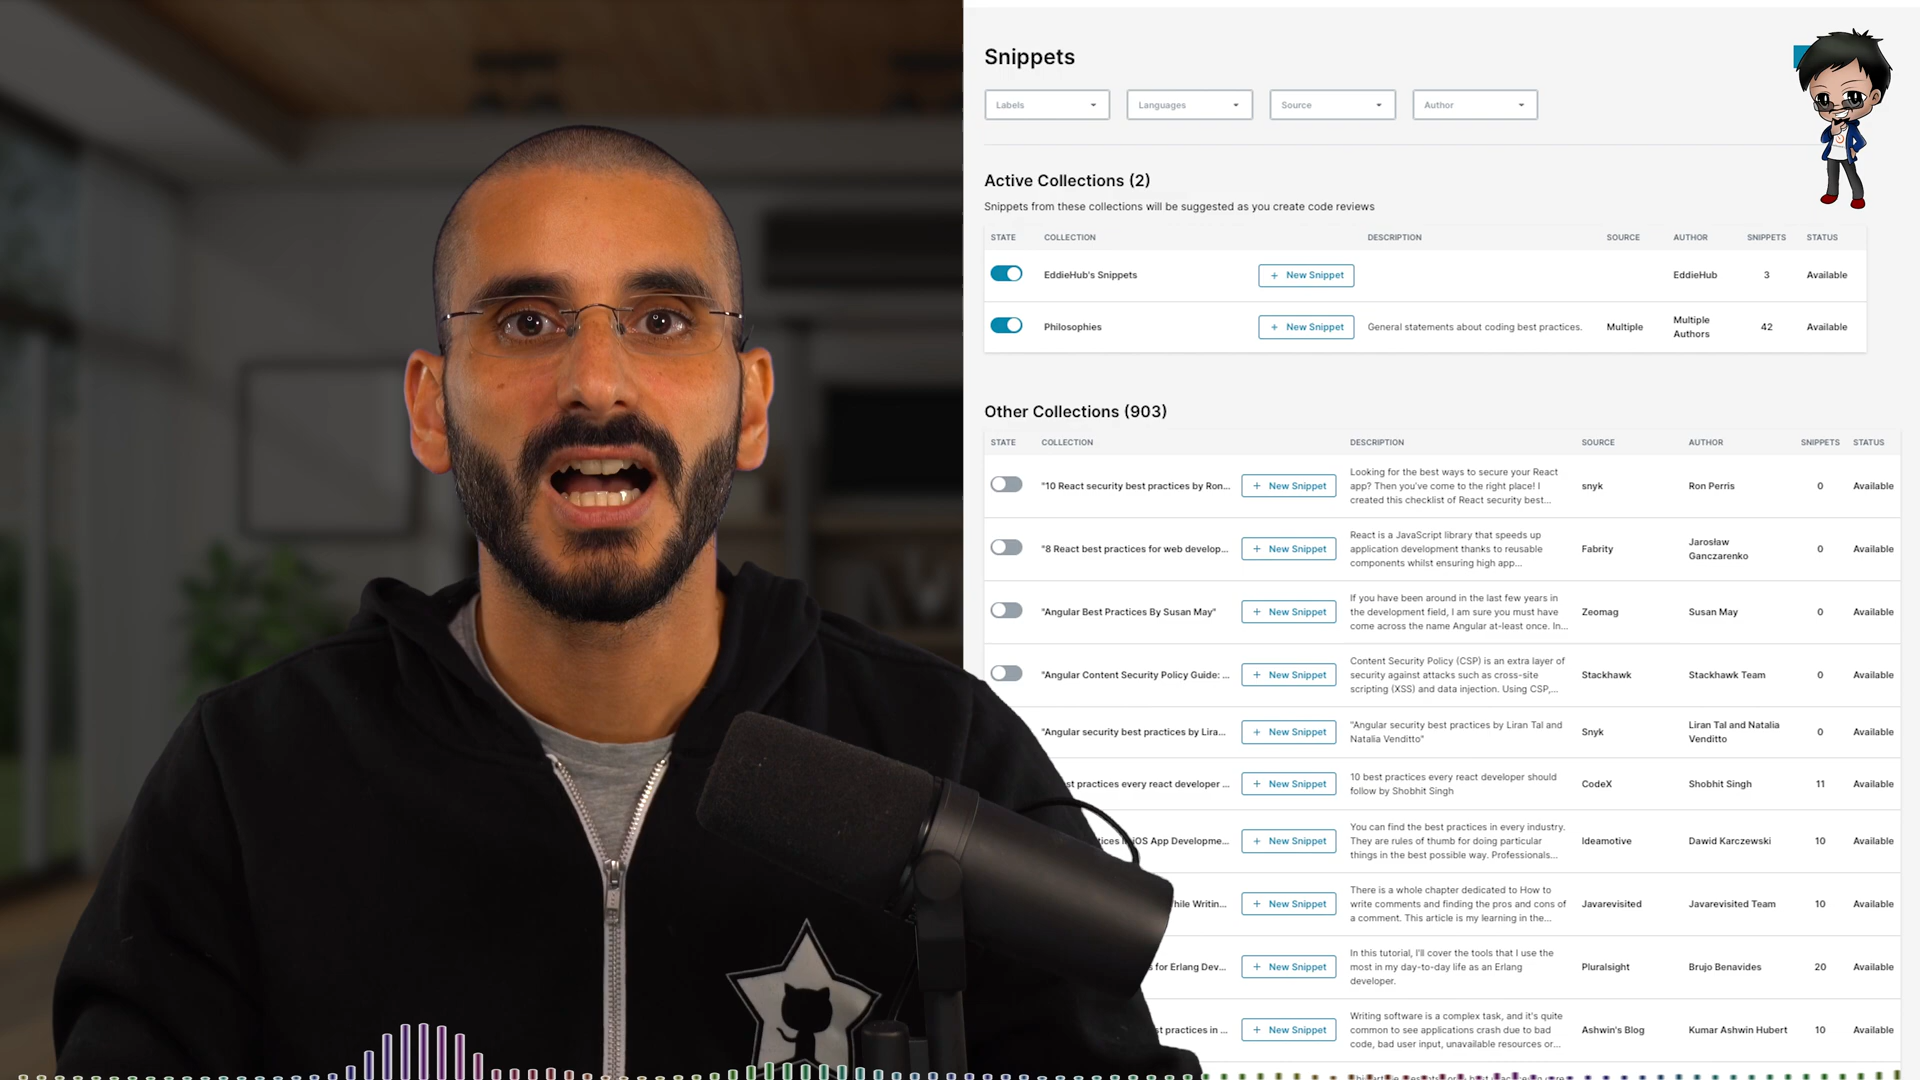 Snippets
Labels
Languages
Source
Author
Active Collections (2)
Snippets from these collections will be suggested as you create code reviews
STATE COLLECTION DESCRIPTION SOURCE AUTHOR SNIPPETS STATUS
EddieHub's Snippets + New Snippet EddieHub 3 Available
Philosophies + New Snippet General statements about coding best practices. Multiple Multiple Authors 42 Available
Other Collections (903)
STATE COLLECTION DESCRIPTION SOURCE AUTHOR SNIPPETS STATUS
"10 React security best practices by Ron... + New Snippet
Looking for the best ways to secure your React
app? Then you've come to the right place! I
created this checklist of React security best...
snyk Ron Perris 0 Available
"8 React best practices for web develop... + New Snippet
React is a JavaScript library that speeds up
application development thanks to reusable
components whilst ensuring high app...
Fabrity
Jarosław
Ganczarenko
0 Available
"Angular Best Practices By Susan May" + New Snippet
If you have been around in the last few years in
the development field, I am sure you must have
come across the name Angular at-least once. In...
Zeomag Susan May 0 Available
"Angular Content Security Policy Guide: ... + New Snippet
Content Security Policy (CSP) is an extra layer of
security against attacks such as cross-site
scripting (XSS) and data injection. Using CSP,...
Stackhawk Stackhawk Team 0 Available
"Angular security best practices by Lira... + New Snippet
"Angular security best practices by Liran Tal and
Natalia Venditto"
Snyk
Liran Tal and Natalia
Venditto
0 Available
st practices every react developer ... + New Snippet
10 best practices every react developer should
follow by Shobhit Singh
CodeX Shobhit Singh 11 Available
iOS App Developme... + New Snippet
You can find the best practices in every industry.
They are rules of thumb for doing particular
things in the best possible way. Professionals...
Ideamotive Dawid Karczewski 10 Available
hile Writin... + New Snippet
There is a whole chapter dedicated to How to
write comments and finding the pros and cons of
a comment. This article is my learning in the...
Javarevisited Javarevisited Team 10 Available
for Erlang Dev... + New Snippet
In this tutorial, I'll cover the tools that I use the
most in my day-to-day life as an Erlang
developer.
Pluralsight Brujo Benavides 20 Available
st practices in ... + New Snippet
Writing software is a complex task, and it's quite
common to see applications crash due to bad
code, bad user input, unavailable resources or...
Ashwin's Blog Kumar Ashwin Hubert 10 Available